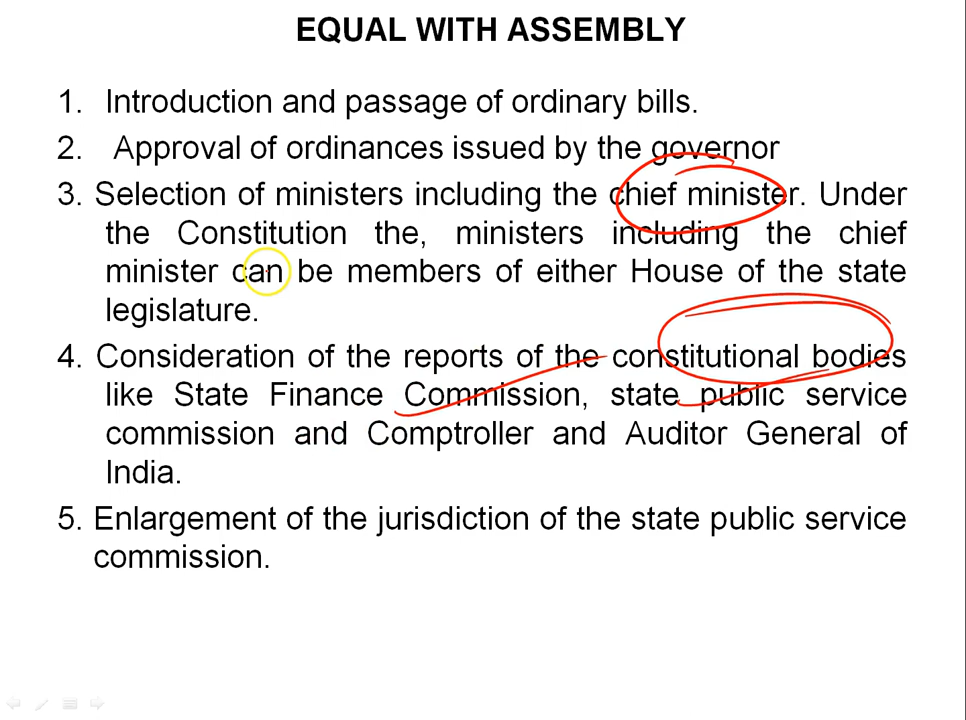 EQUAL WITH ASSEMBLY
1. Introduction and passage of ordinary bills.
2. Approval of ordinances issued by the governor
3. Selection of ministers including the chief minister. Under
the Constitution the, ministers including the chief
minister can be members of either House of the state
legislature.
4. Consideration of the reports of the constitutional bodies
like State Finance Commission, state public service
commission and Comptroller and Auditor General of
India.
5. Enlargement of the jurisdiction of the state public service
commission.